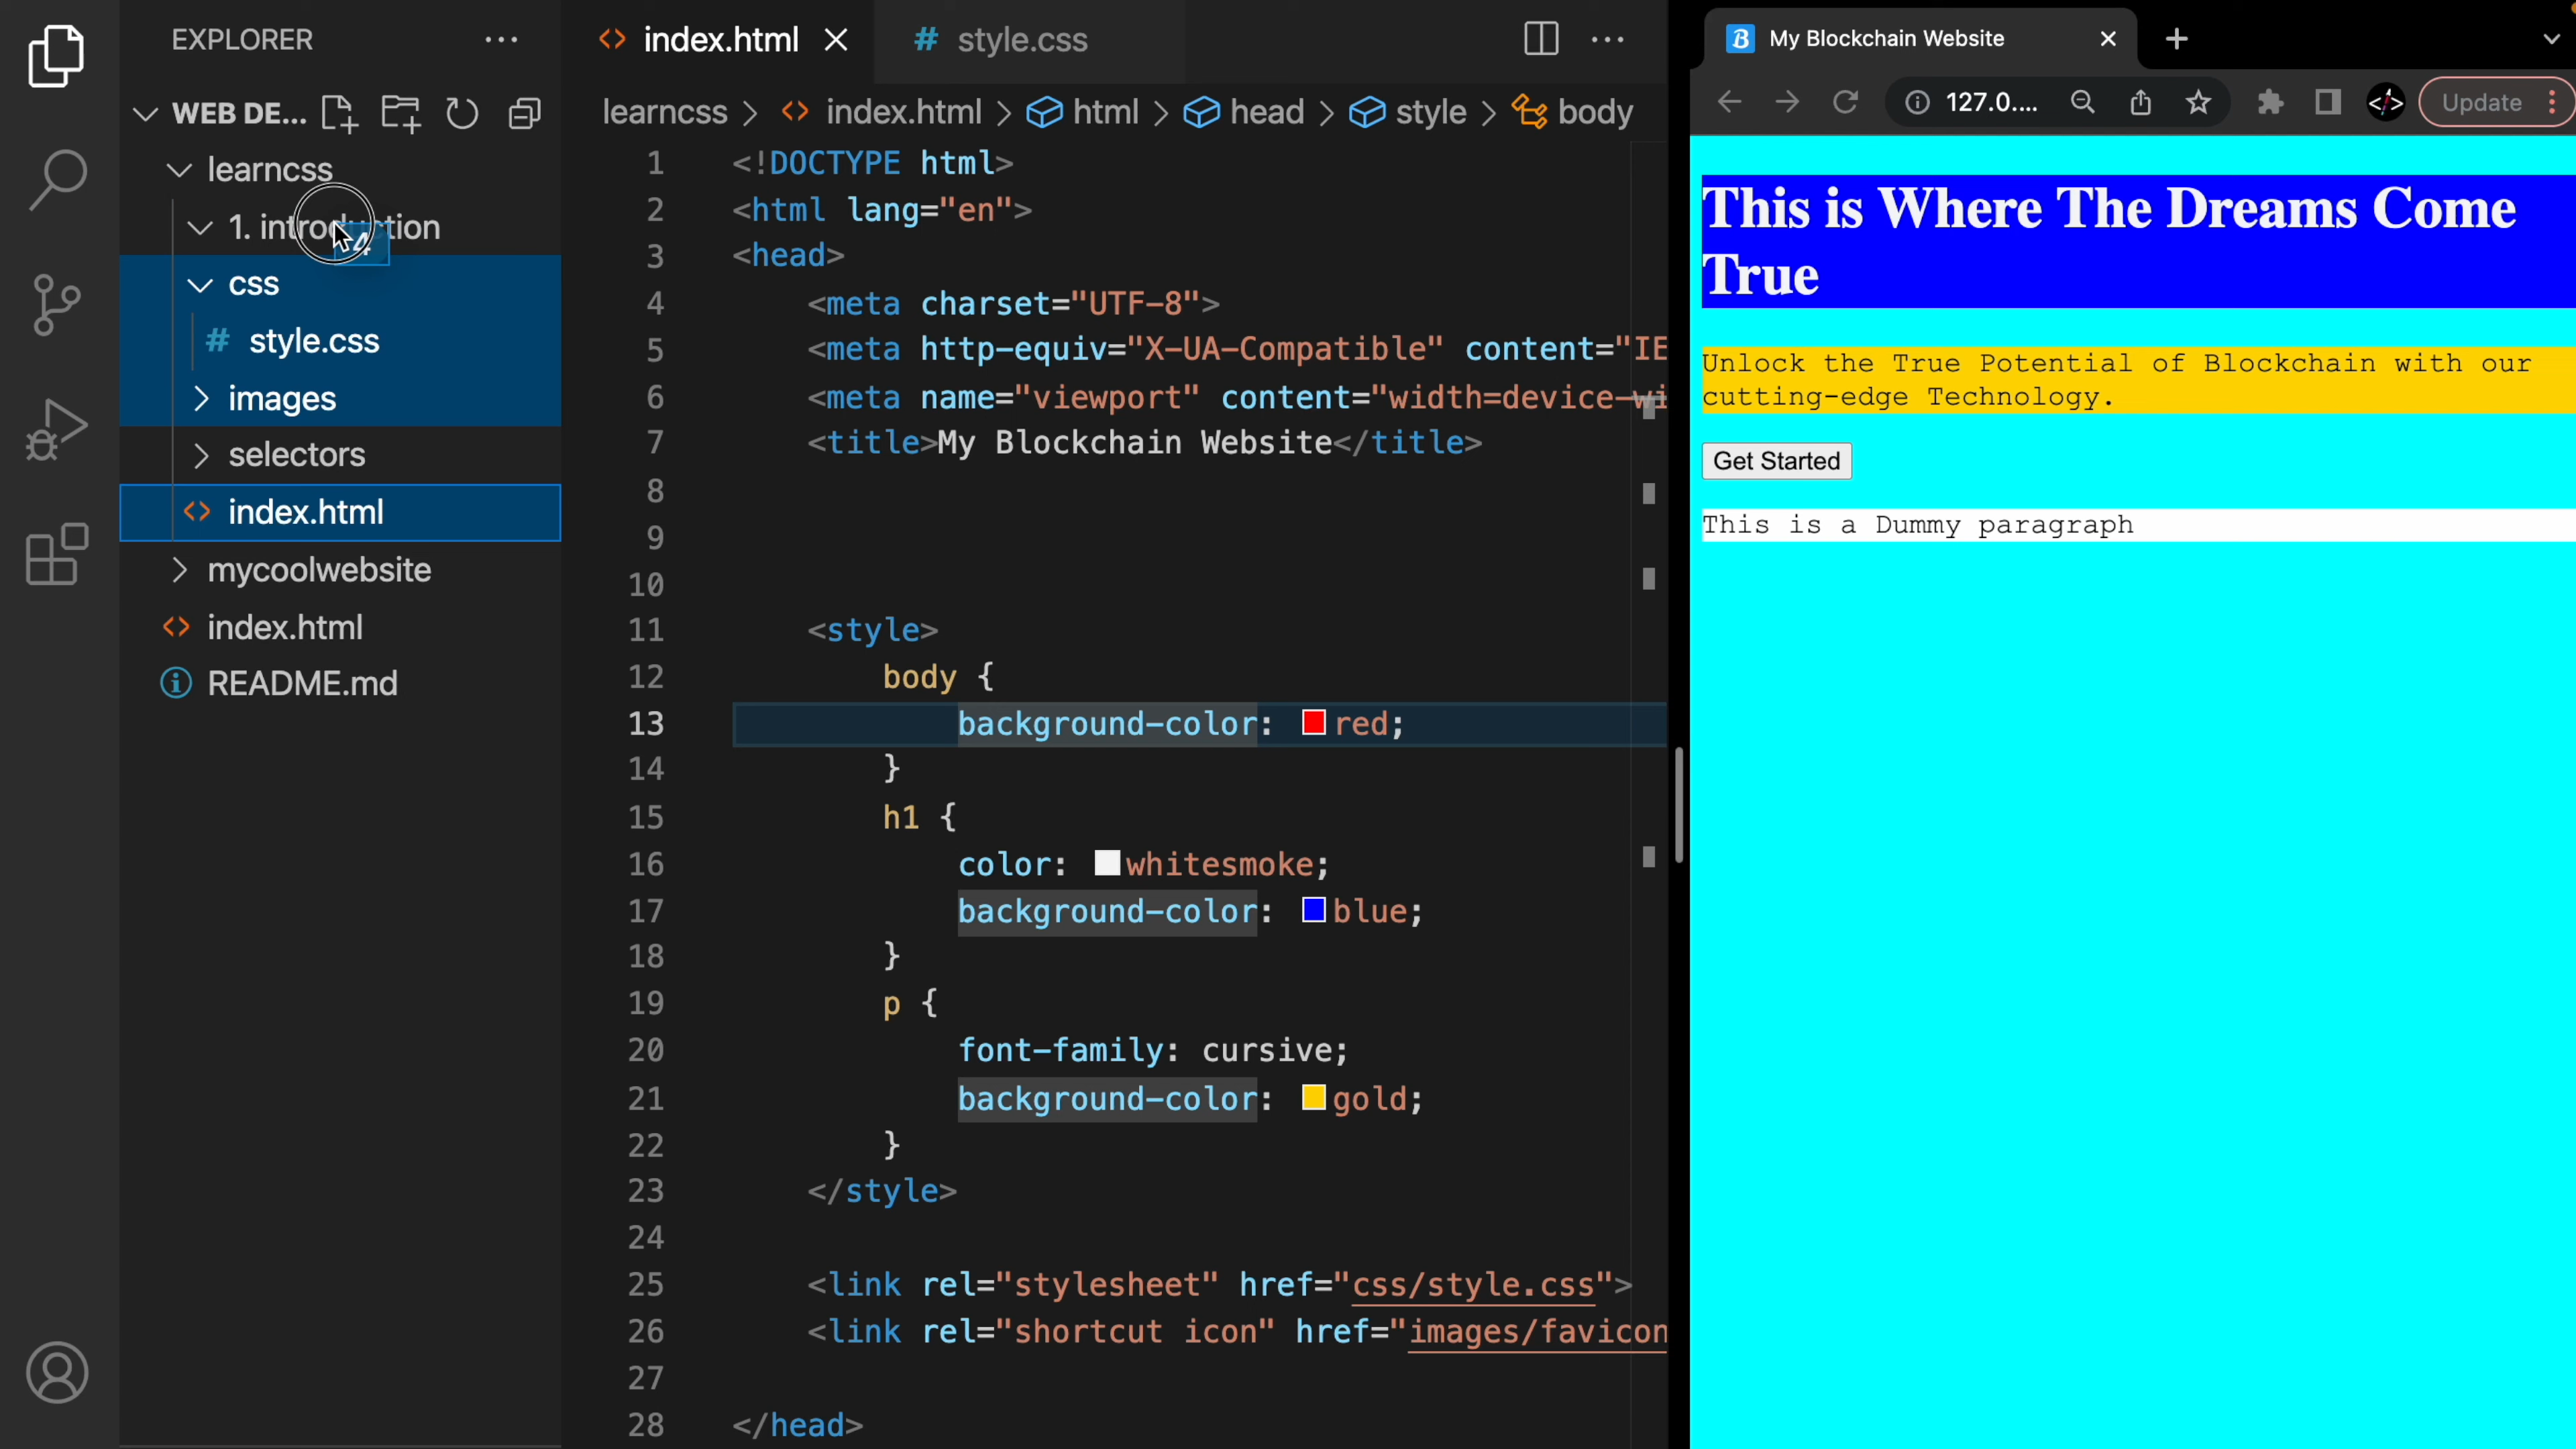 EXPLORER
WEB DE...
learncss
1. introduction
4
css
# style.css
images
selectors
<> index.html
mycoolwebsite
<> index.html
README.md
<> index.html
# style.css
learncss > <> index.html > html > head > style > body
1 <!DOCTYPE html>
2 <html lang="en">
3 <head>
4 <meta charset="UTF-8">
5 <meta http-equiv="X-UA-Compatible" content="IE
6 <meta name="viewport" content="width=device-wi
7 <title>My Blockchain Website</title>
8
9
10
11 <style>
12 body {
13 background-color: red;
14 }
15 h1 {
16 color: whitesmoke;
17 background-color: blue;
18 }
19 p {
20 font-family: cursive;
21 background-color: gold;
22 }
23 </style>
24
25 <link rel="stylesheet" href="css/style.css">
26 <link rel="shortcut icon" href="images/favicon
27
28 </head>
My Blockchain Website
127.0....
Update
This is Where The Dreams Come
True
Unlock the True Potential of Blockchain with our
cutting-edge Technology.
Get Started
This is a Dummy paragraph